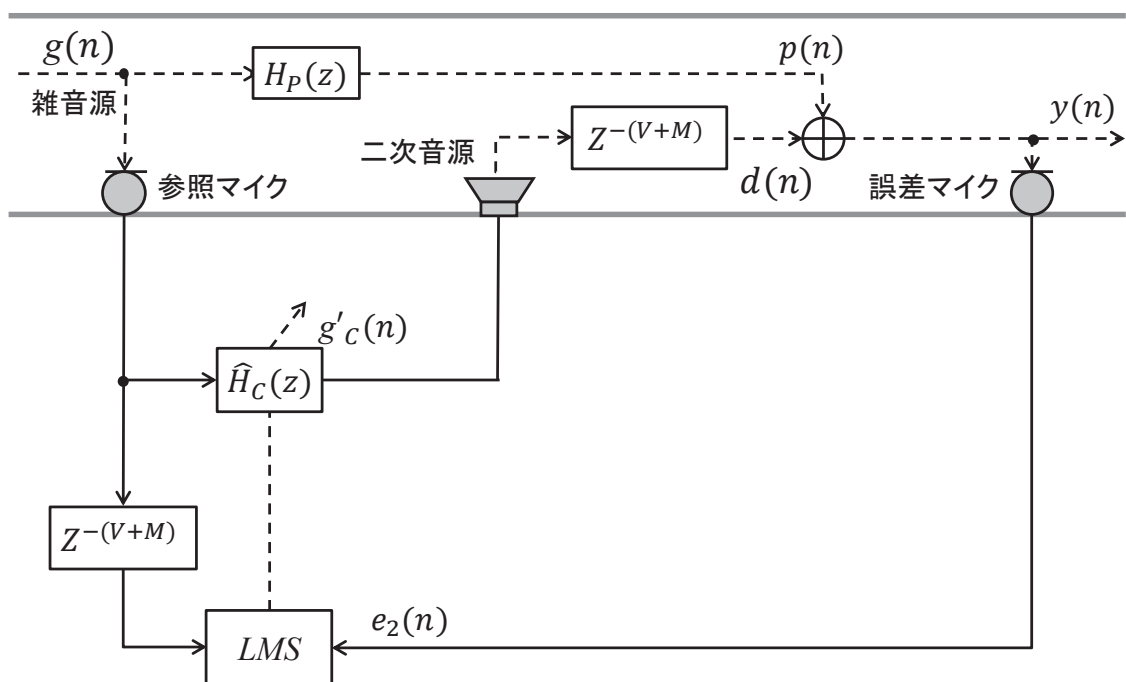 g(n)
H_P(z)
p(n)
雑音源
二次音源
Z^{-(V+M)}
y(n)
参照マイク
d(n)
誤差マイク
g'_C(n)
Ĥ_C(z)
Z^{-(V+M)}
LMS
e_2(n)